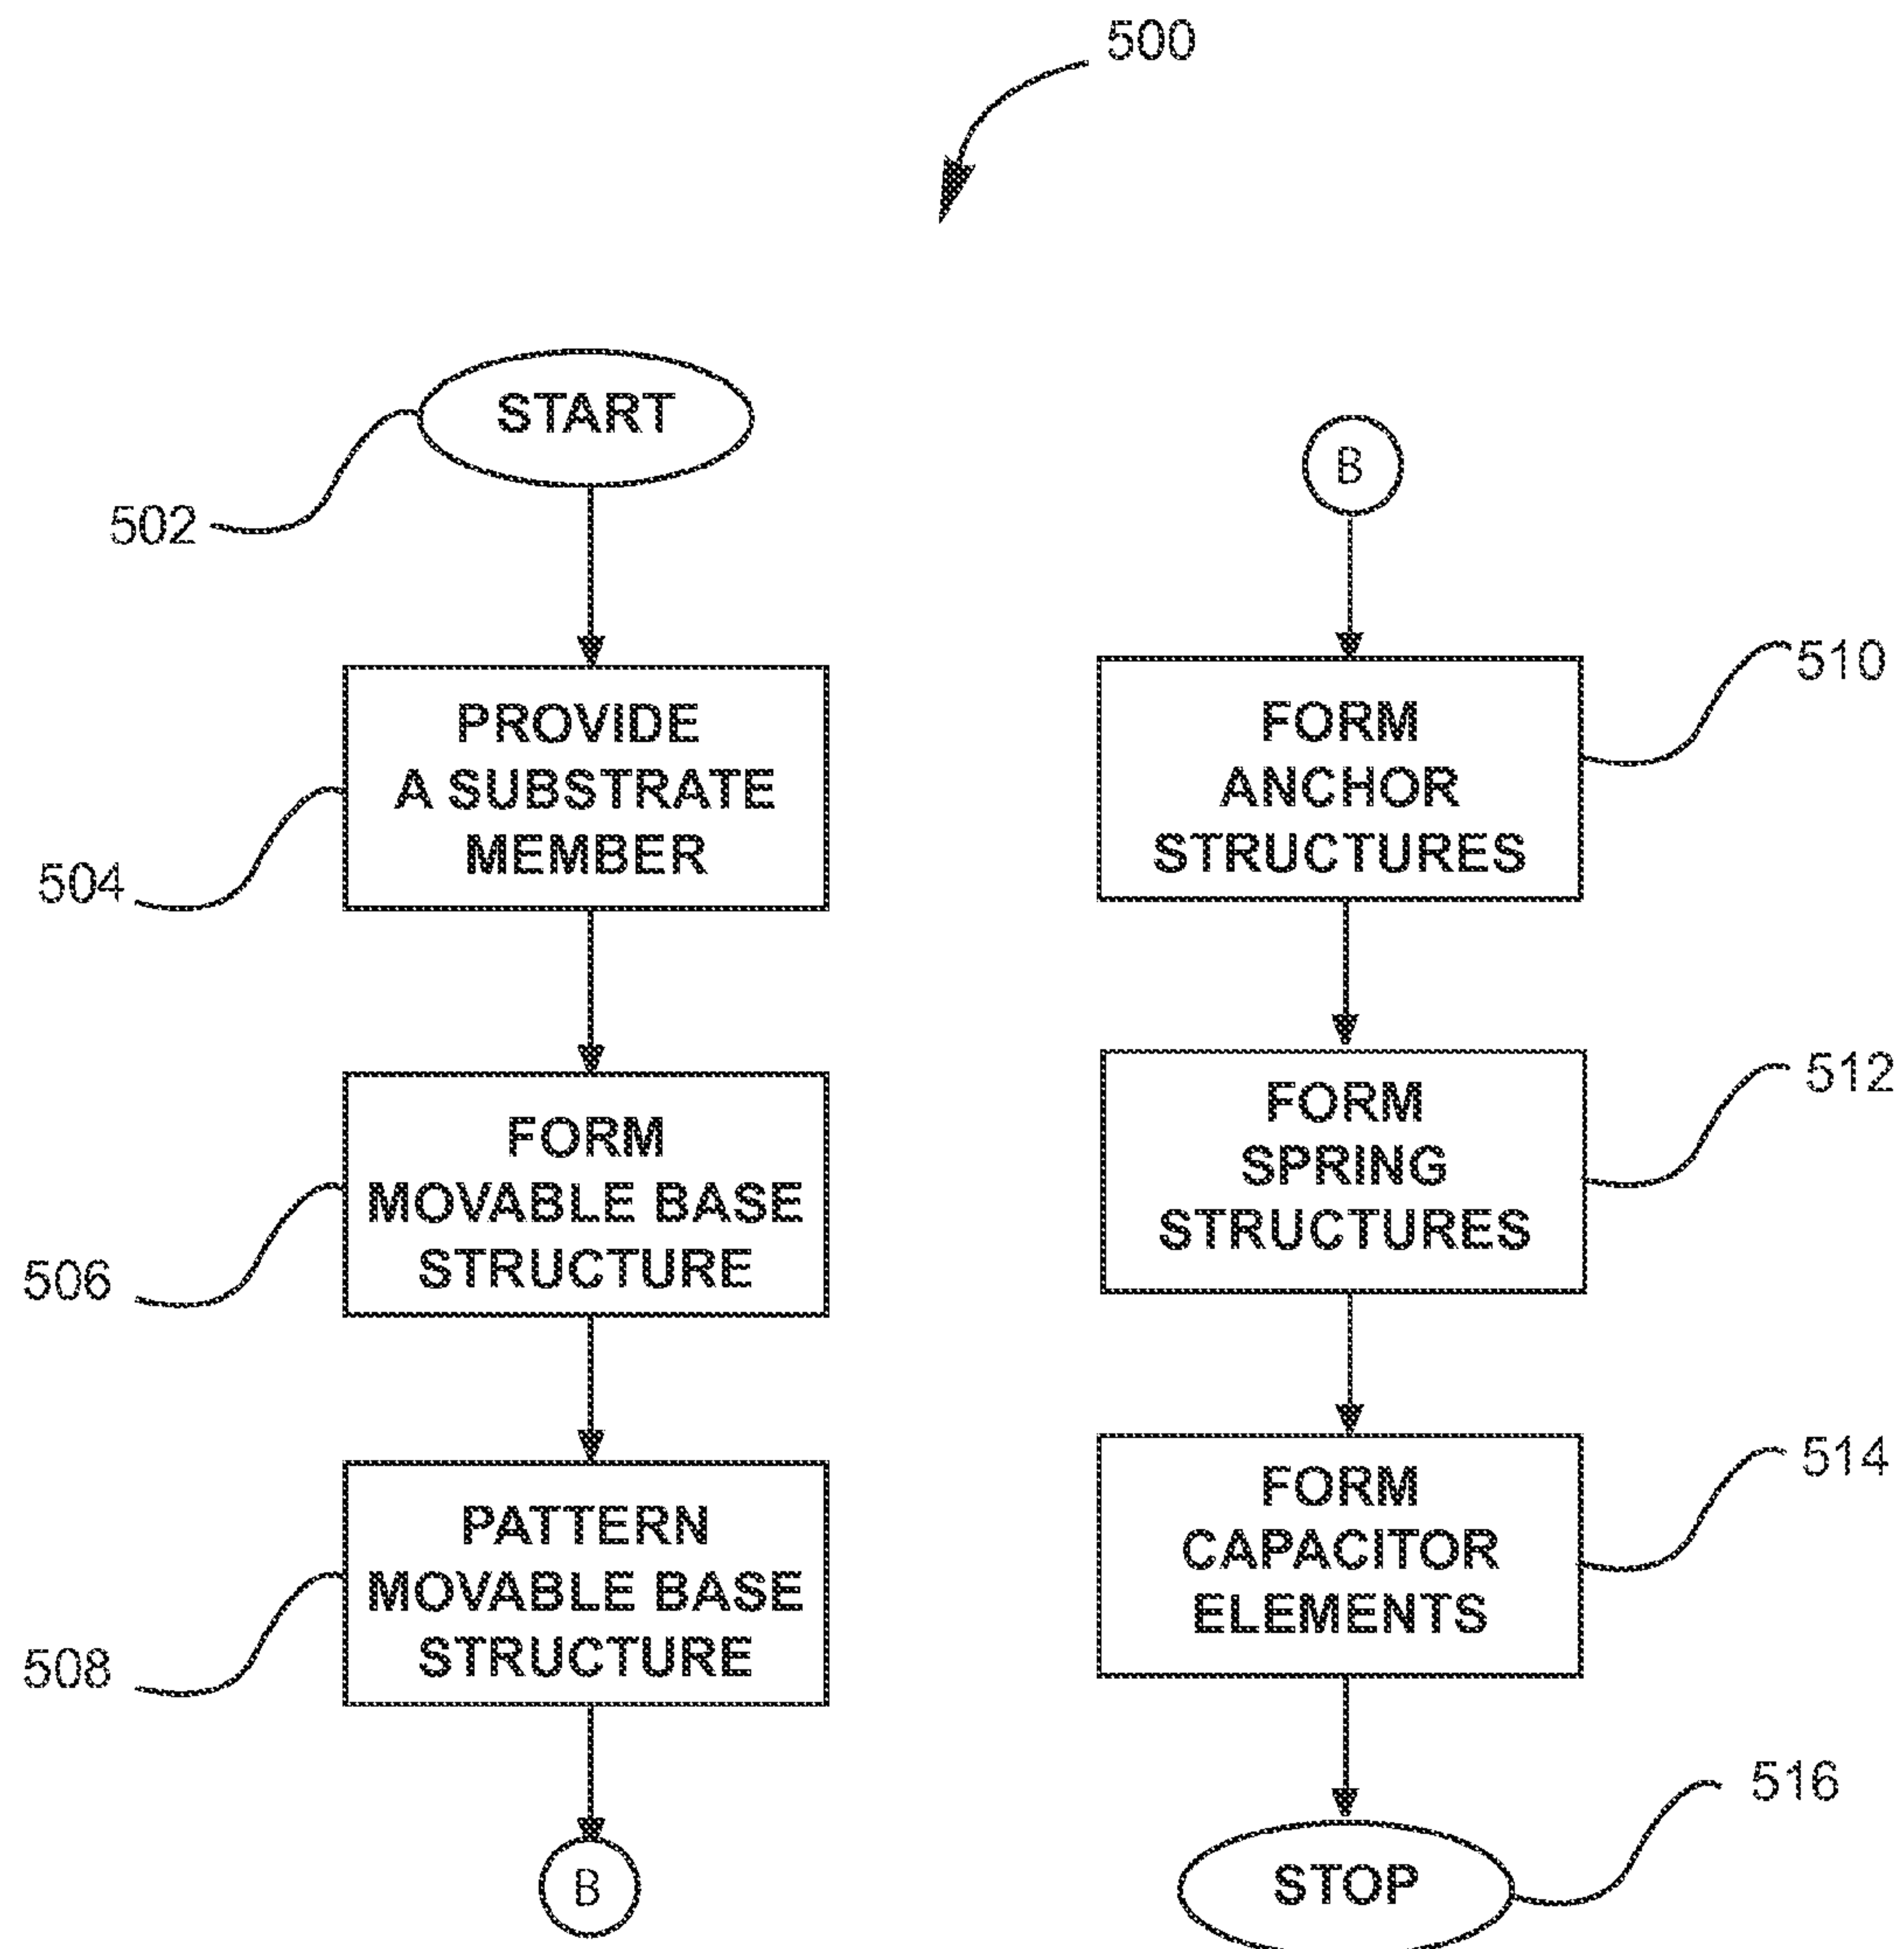 500
START
502
PROVIDE
A SUBSTRATE
MEMBER
504
FORM
MOVABLE BASE
STRUCTURE
506
PATTERN
MOVABLE BASE
STRUCTURE
508
B
B
FORM
ANCHOR
STRUCTURES
510
FORM
SPRING
STRUCTURES
512
FORM
CAPACITOR
ELEMENTS
514
STOP
516